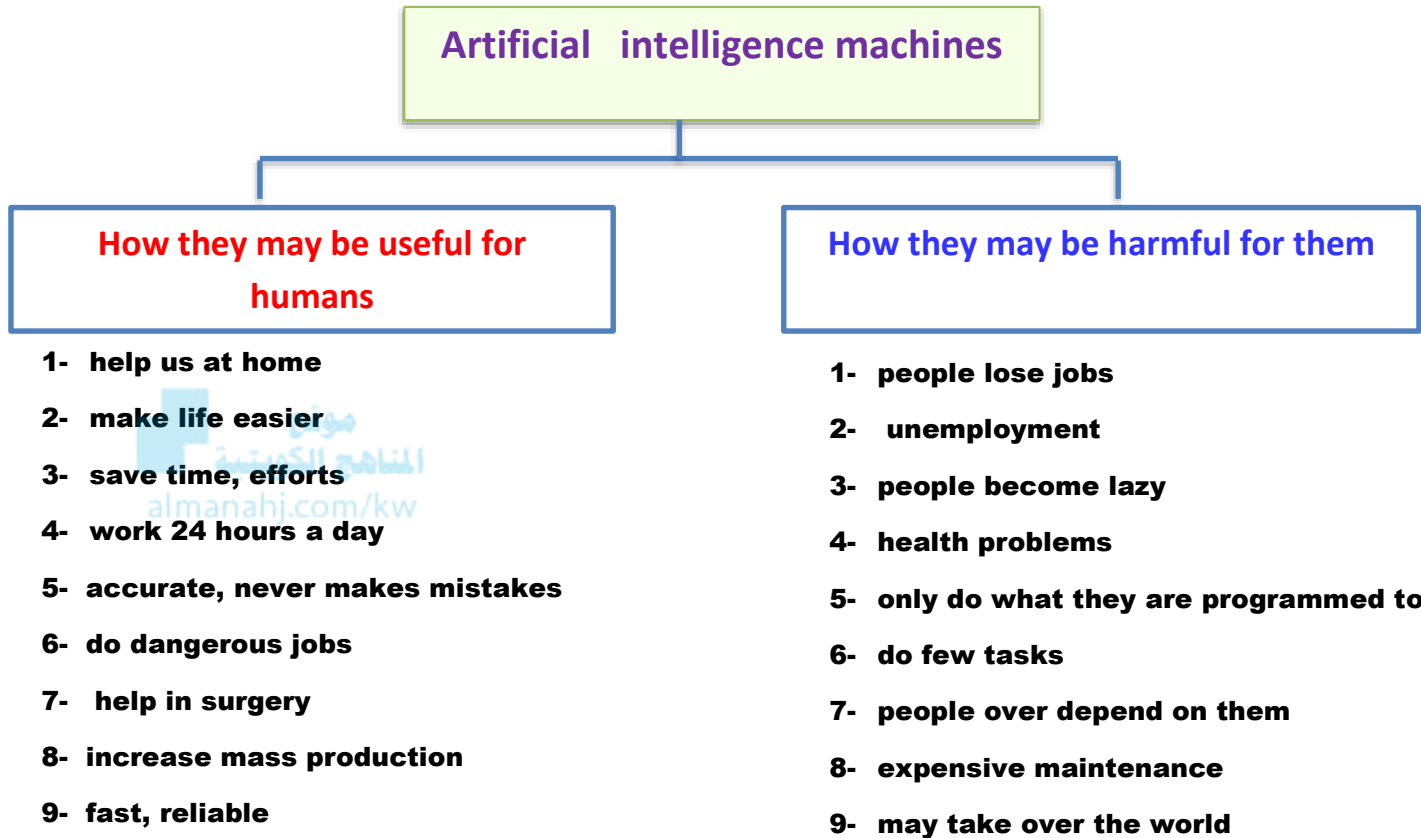 Artificial intelligence machines
How they may be useful for
humans
1- help us at home
2- make life easier
3- save time, efforts
4- work 24 hours a day
5- accurate, never makes mistakes
6- do dangerous jobs
7- help in surgery
8- increase mass production
9- fast, reliable
موقع
المناهج الكويتية
almanahj.com/kw
How they may be harmful for them
1- people lose jobs
2- unemployment
3- people become lazy
4- health problems
5- only do what they are programmed to
6- do few tasks
7- people over depend on them
8- expensive maintenance
9- may take over the world